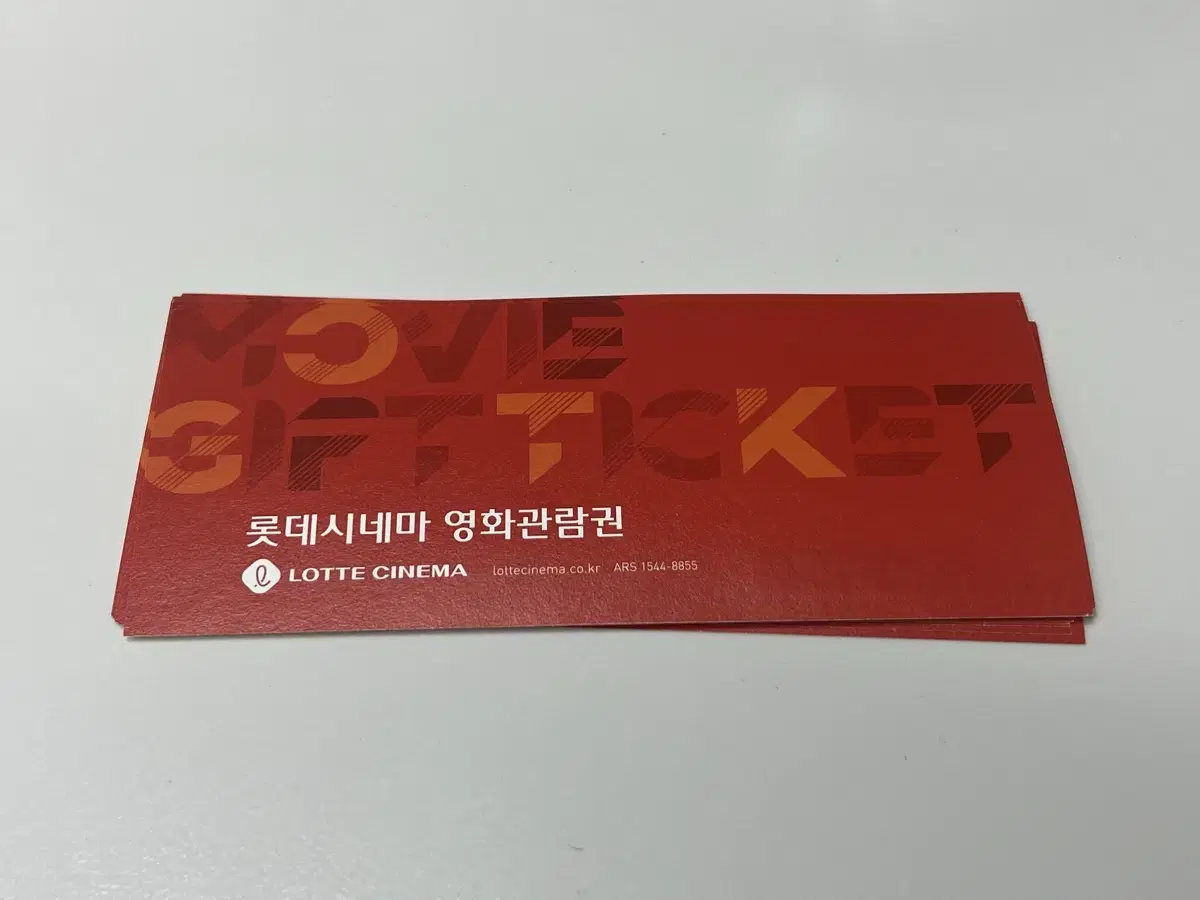 MOVIE
GIFT TICKET
롯데시네마 영화관람권
LOTTE CINEMA lottecinema.co.kr ARS 1544-8855